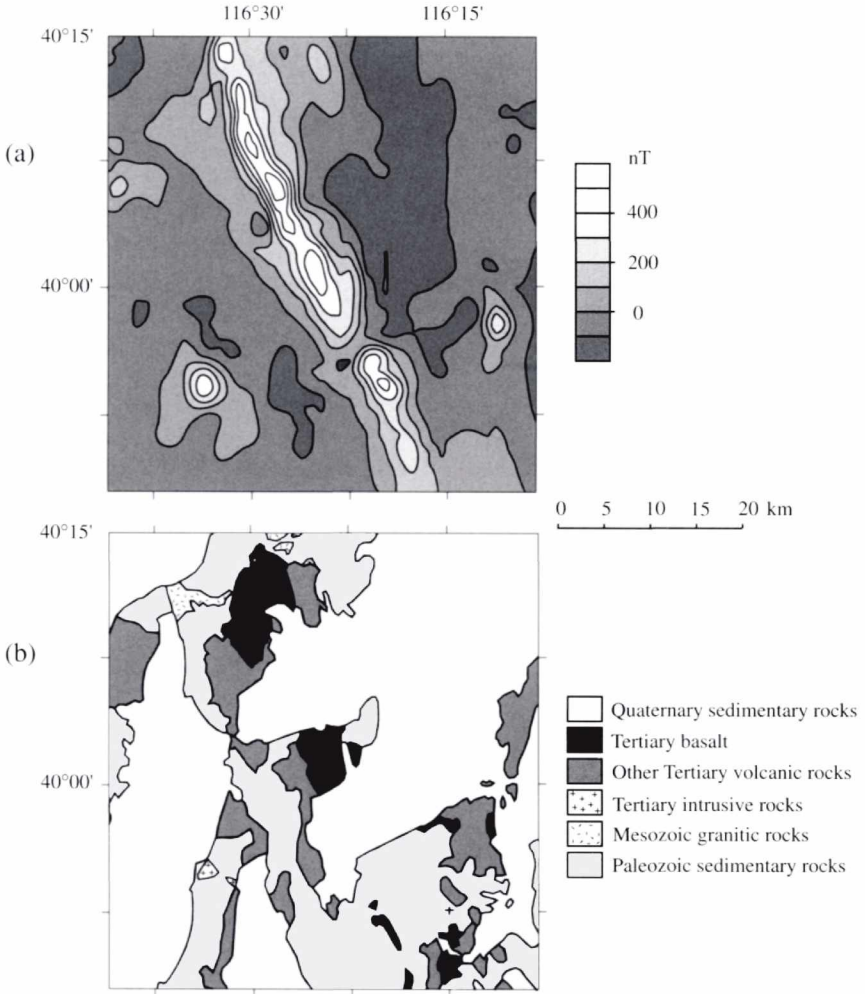 116°30' 116°15'
40°15'
(a)
nT
400
200
0
40°00'
0 5 10 15 20 km
40°15'
(b)
Quaternary sedimentary rocks
Tertiary basalt
Other Tertiary volcanic rocks
Tertiary intrusive rocks
Mesozoic granitic rocks
Paleozoic sedimentary rocks
40°00'